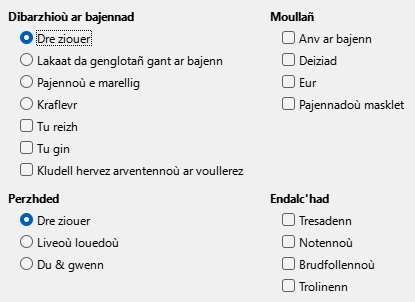 Dibarzhioù ar bajennad
Dre ziouer
Lakaat da genglotañ gant ar bajenn
Pajennoù e marellig
Kraflevr
Tu reizh
Tu gin
Kludell hervez arventennoù ar voullerez
Moullañ
Anv ar bajenn
Deiziad
Eur
Pajennadoù masklet
Perzhded
Dre ziouer
Liveoù louedoù
Du & gwenn
Endalc'had
Tresadenn
Notennoù
Brudfollennoù
Trolinenn